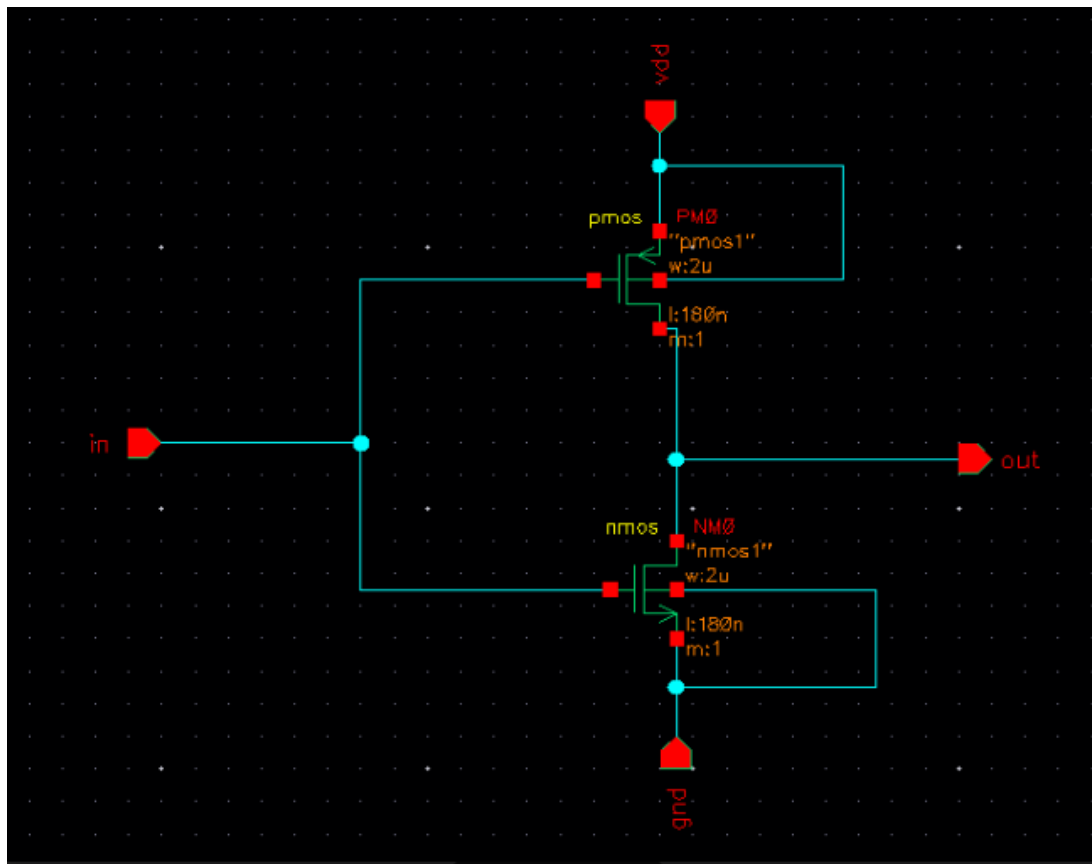 vdd
pmos PM0
"pmos1"
w:2u
l:180n
m:1
in
out
nmos NM0
"nmos1"
w:2u
l:180n
m:1
gnd